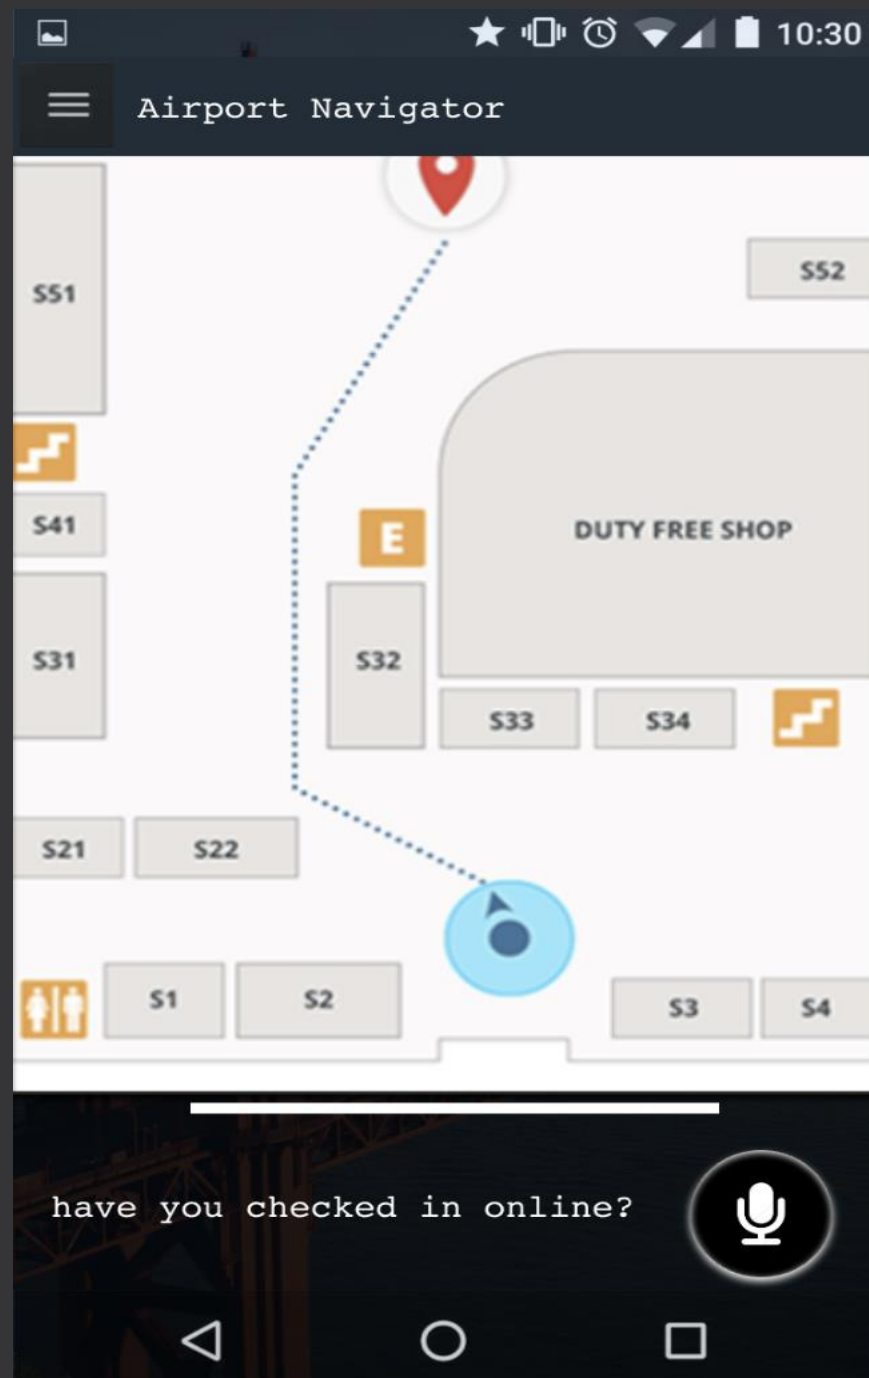 10:30
Airport Navigator
S51
S52
S41
E
DUTY FREE SHOP
S31
S32
S33
S34
S21
S22
S1
S2
S3
S4
have you checked in online?